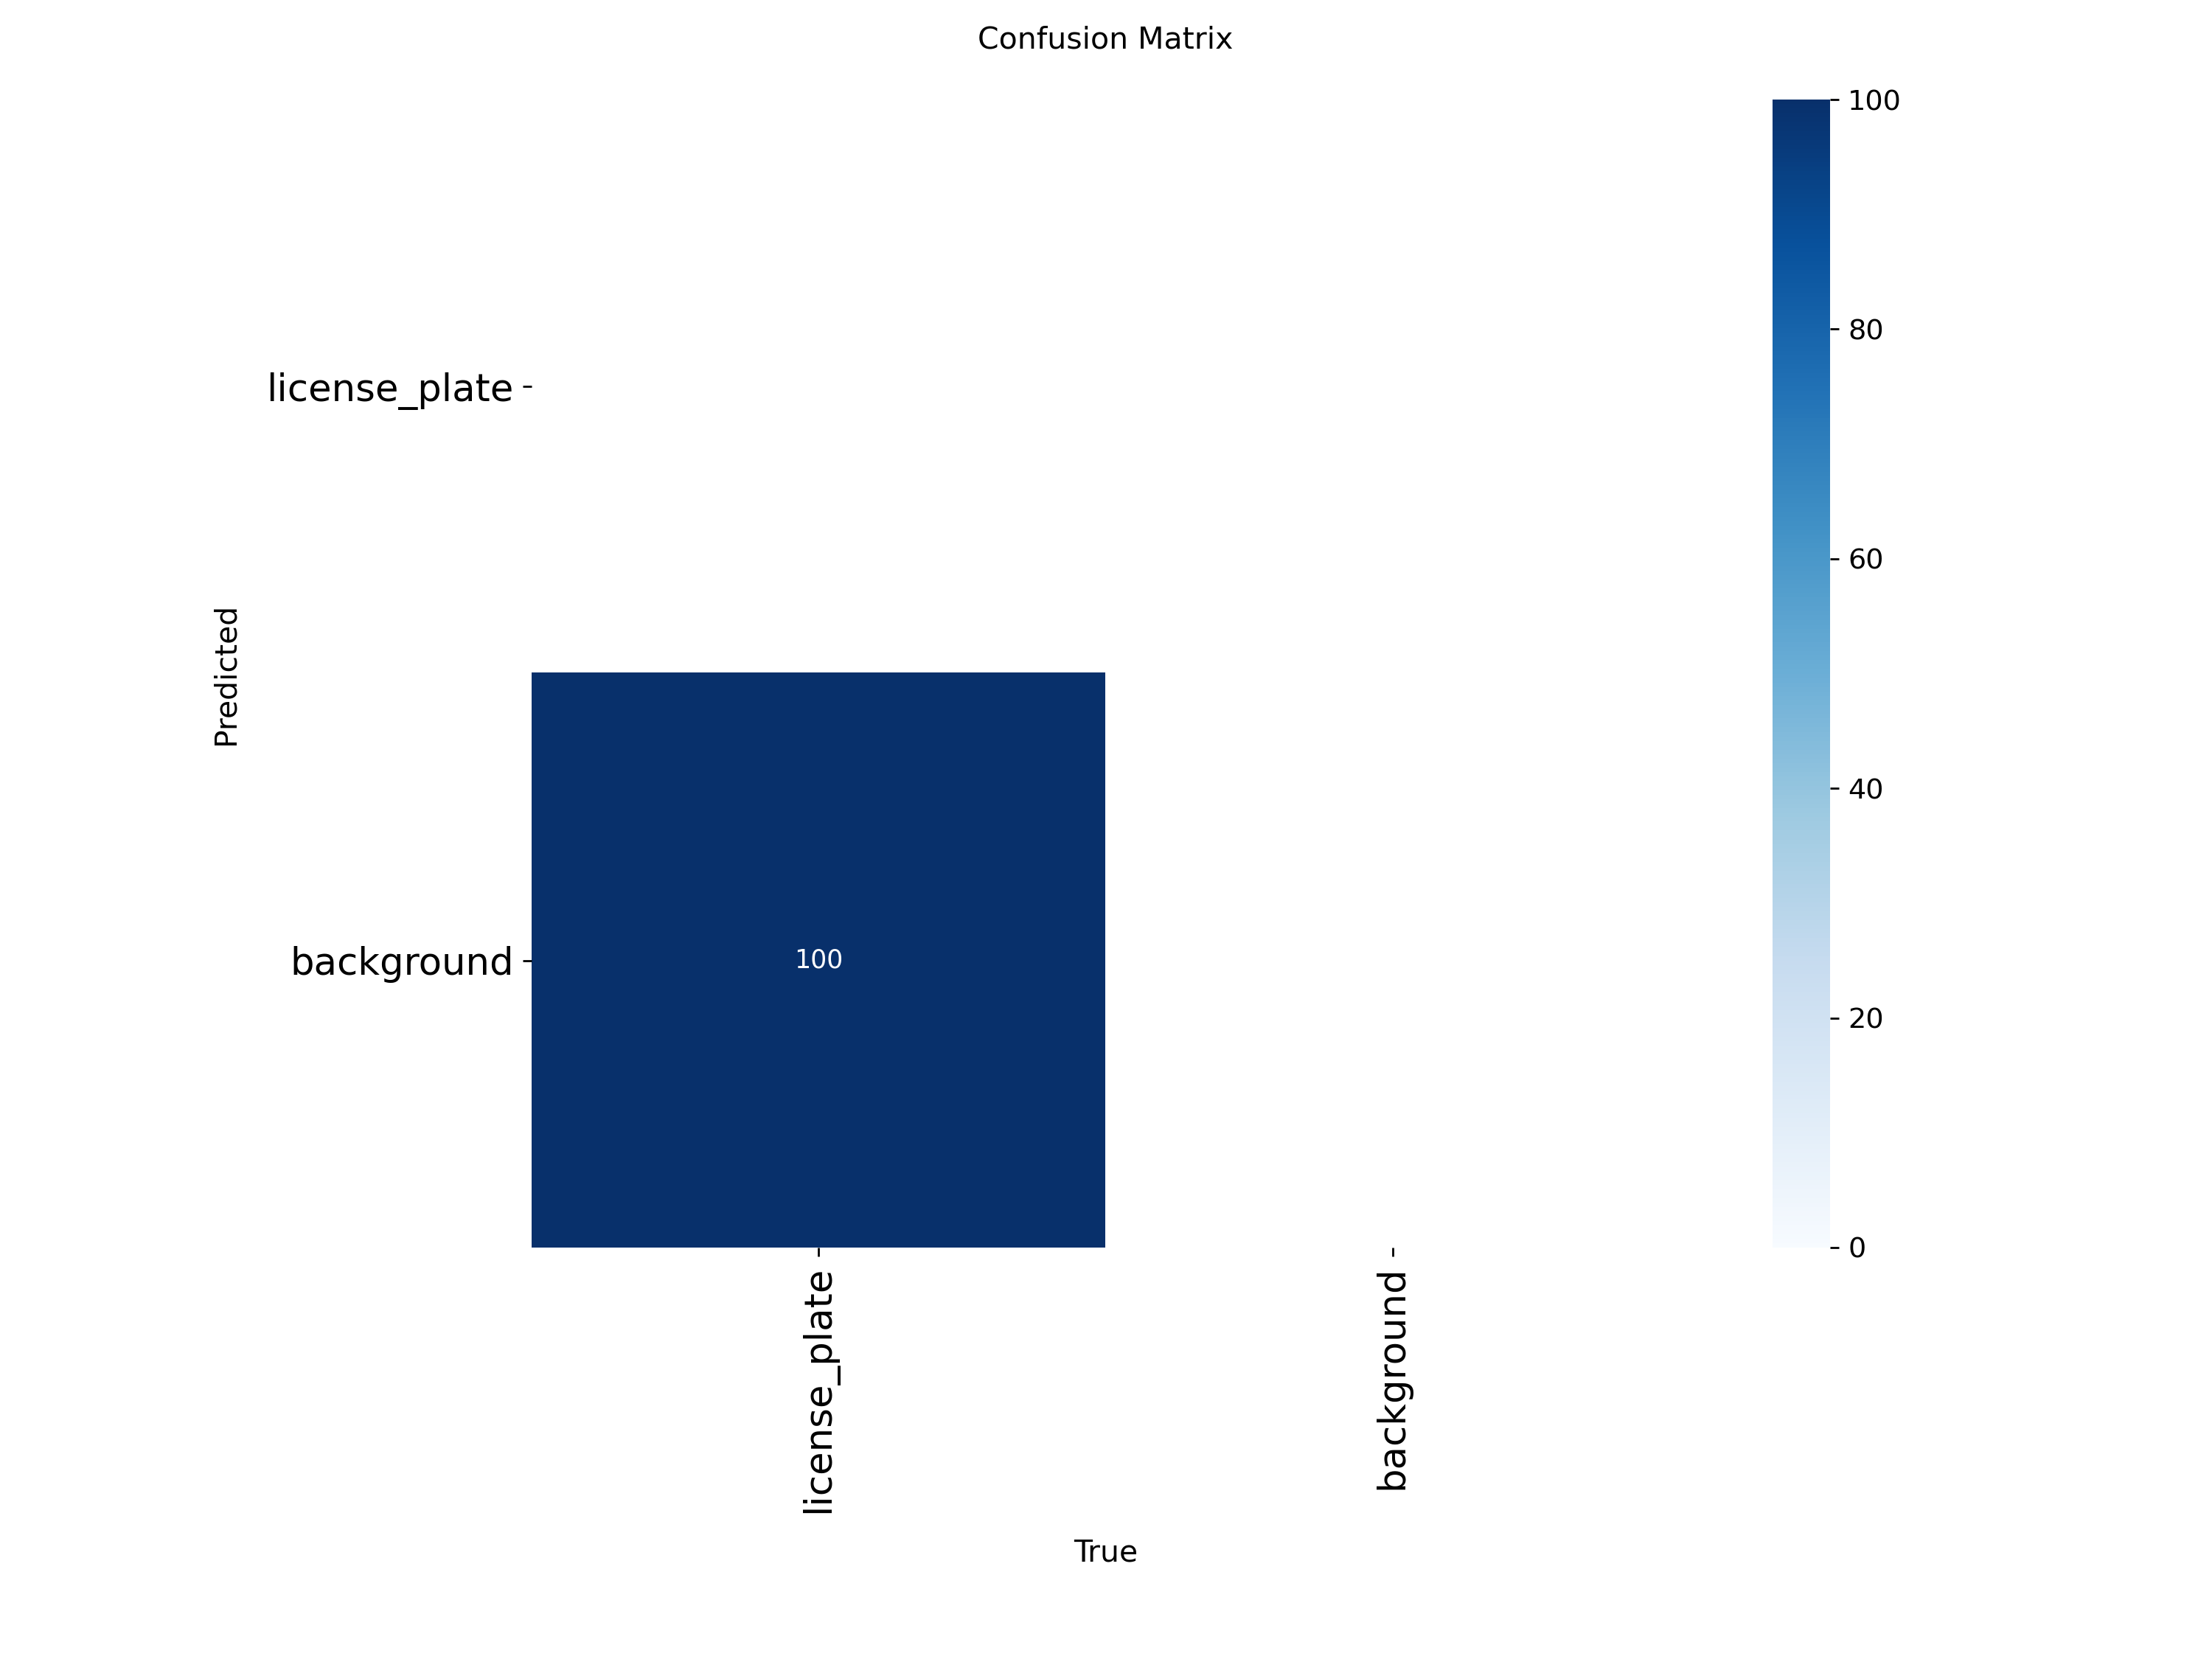 Confusion Matrix
100
80
license_plate
60
Predicted
40
background
100
20
0
license_plate
background
True